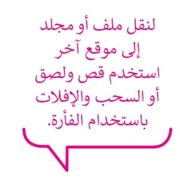 لنقل ملف أو مجلد
إلى موقع آخر
استخدم قص ولصق
أو السحب والإفلات
باستخدام الفأرة.